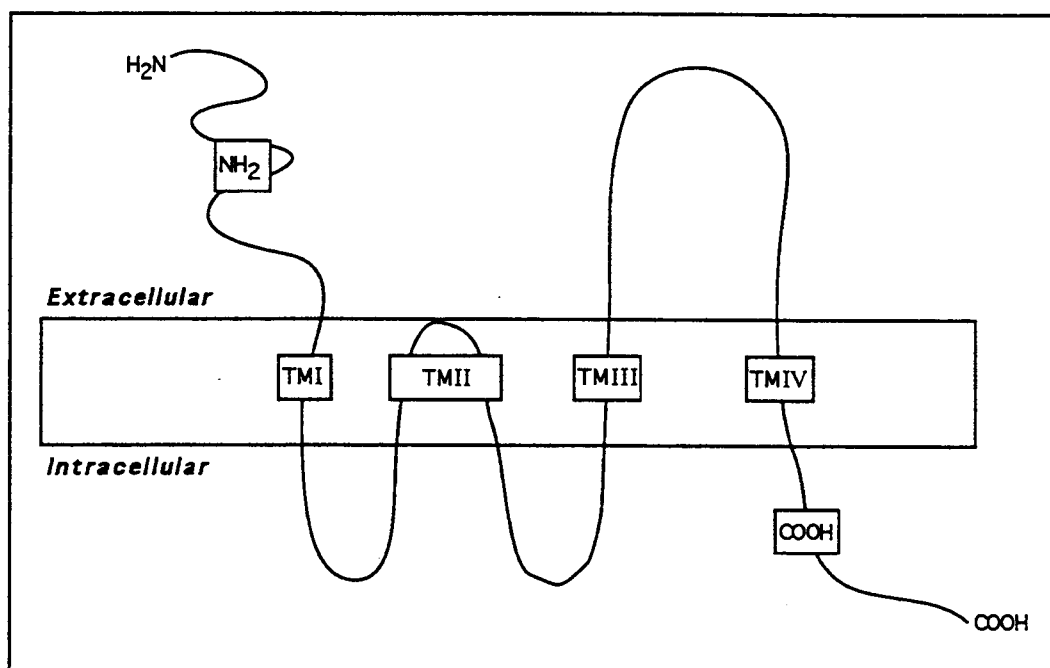 H₂N
NH₂
Extracellular
TMI
TMII
TMIII
TMIV
Intracellular
COOH
COOH